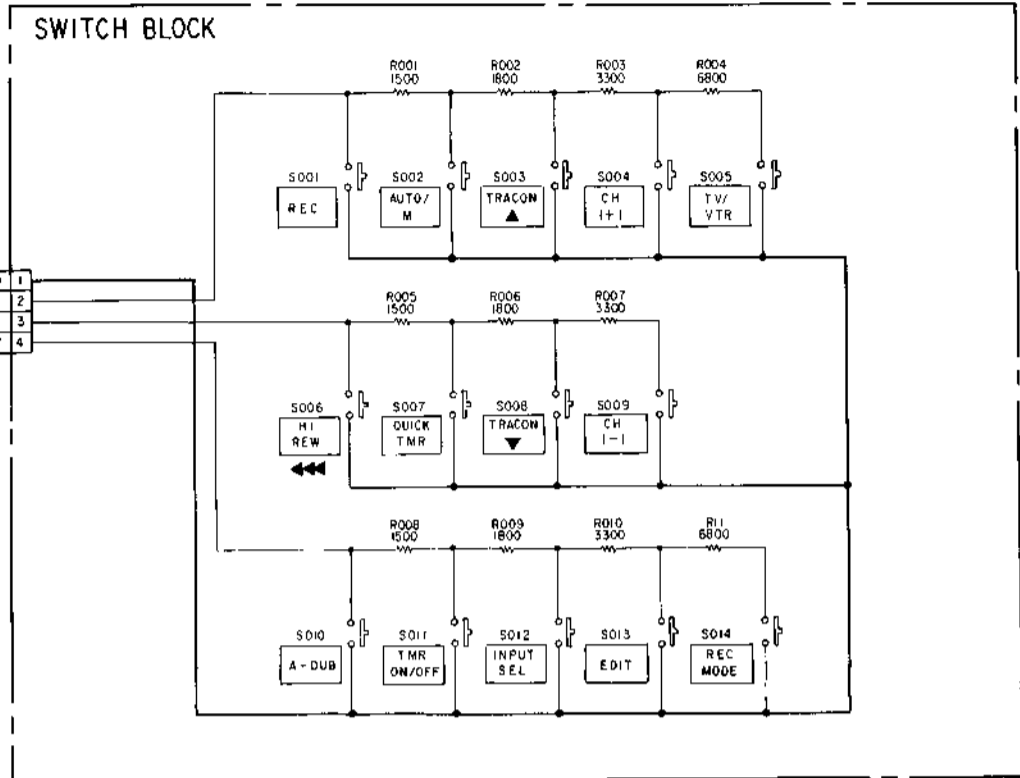 SWITCH BLOCK
R001
1500
R002
1800
R003
3300
R004
6800
S001
REC
S002
AUTO/
M
S003
TRACON
▲
S004
CH
(+)
S005
TV/
VTR
1
2
3
4
R005
1500
R006
1800
R007
3300
S006
HI
REW
S007
QUICK
TMR
S008
TRACON
▼
S009
CH
(-)
R008
1500
R009
1800
R010
3300
R11
6800
S010
A-DUB
S011
TMR
ON/OFF
S012
INPUT
SEL
S013
EDIT
S014
REC
MODE